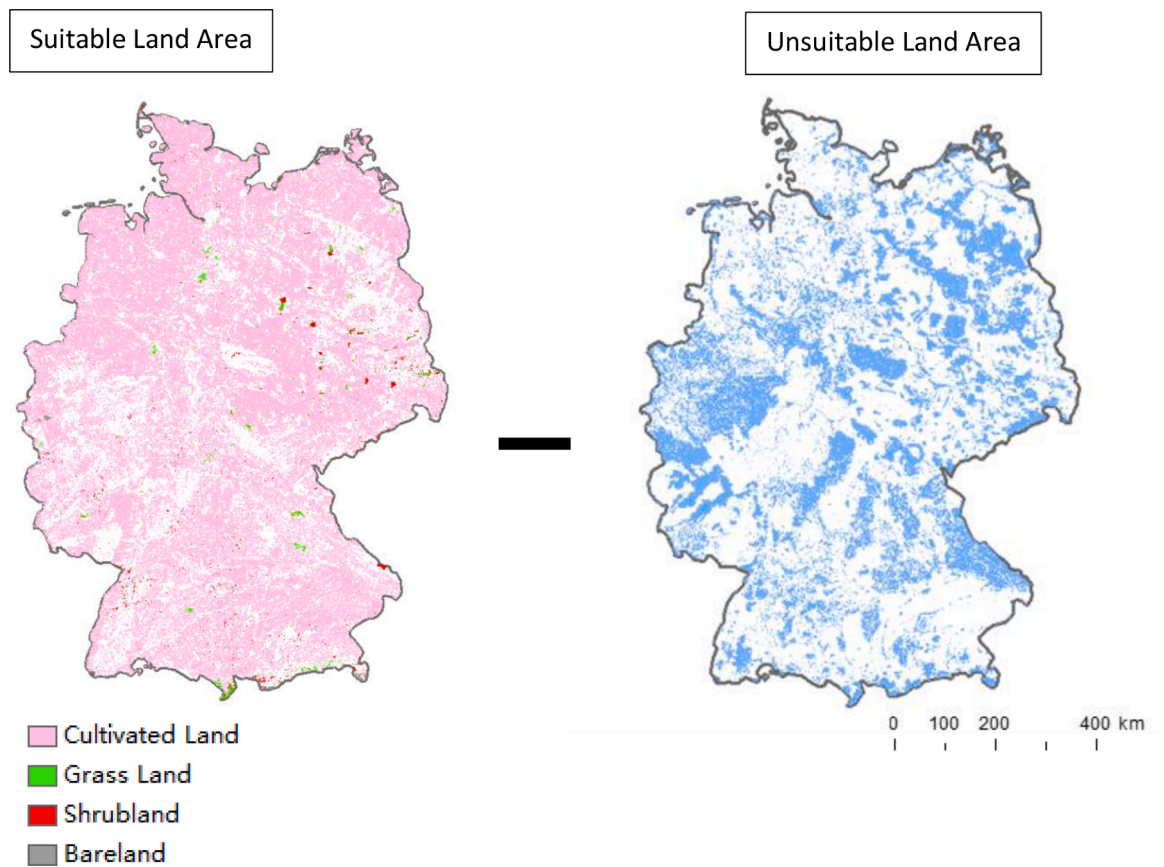 Suitable Land Area
Unsuitable Land Area
Cultivated Land
Grass Land
Shrubland
Bareland
0 100 200 400 km